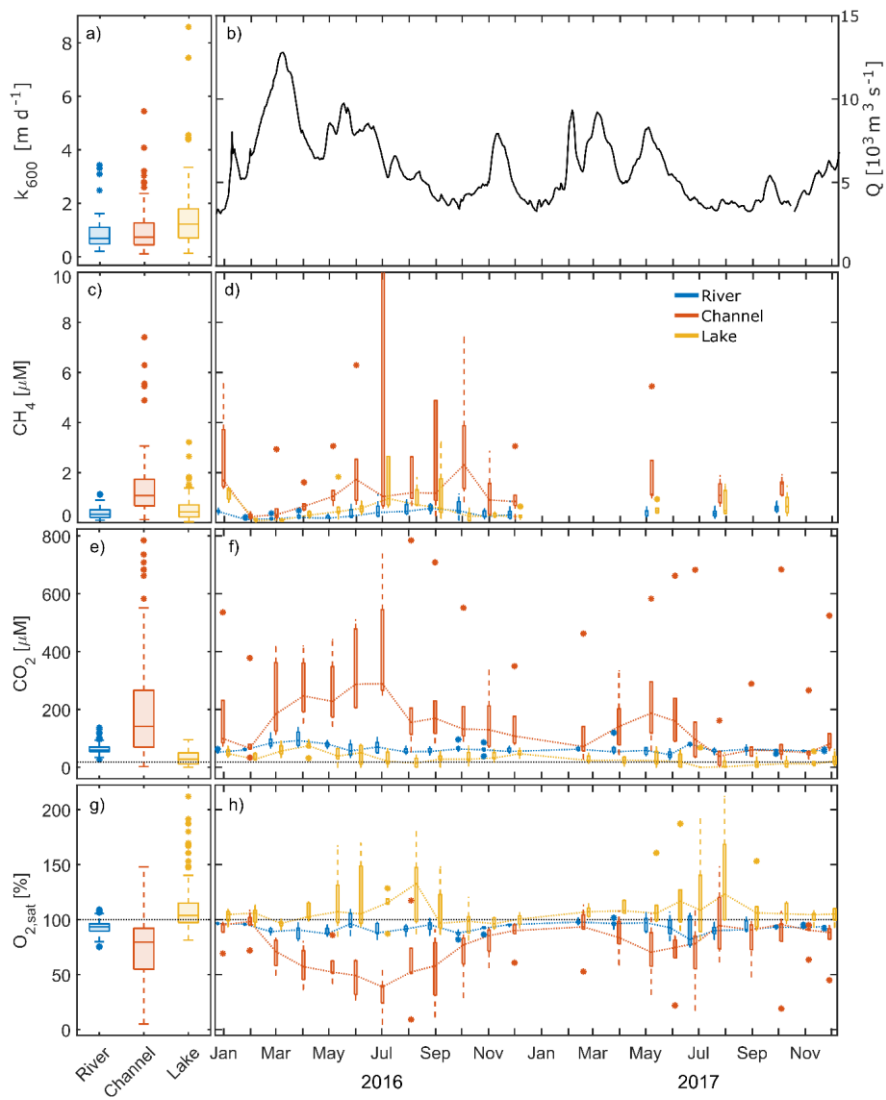 a)
b)
k600 [m d-1]
8
6
4
2
0
15
10
5
0
Q [10³ m³ s-1]
c)
d)
CH4 [μM]
10
8
6
4
2
0
River
Channel
Lake
e)
f)
CO2 [μM]
800
600
400
200
0
g)
h)
O2,sat [%]
200
150
100
50
0
River
Channel
Lake
Jan Mar May Jul Sep Nov Jan Mar May Jul Sep Nov
2016 2017